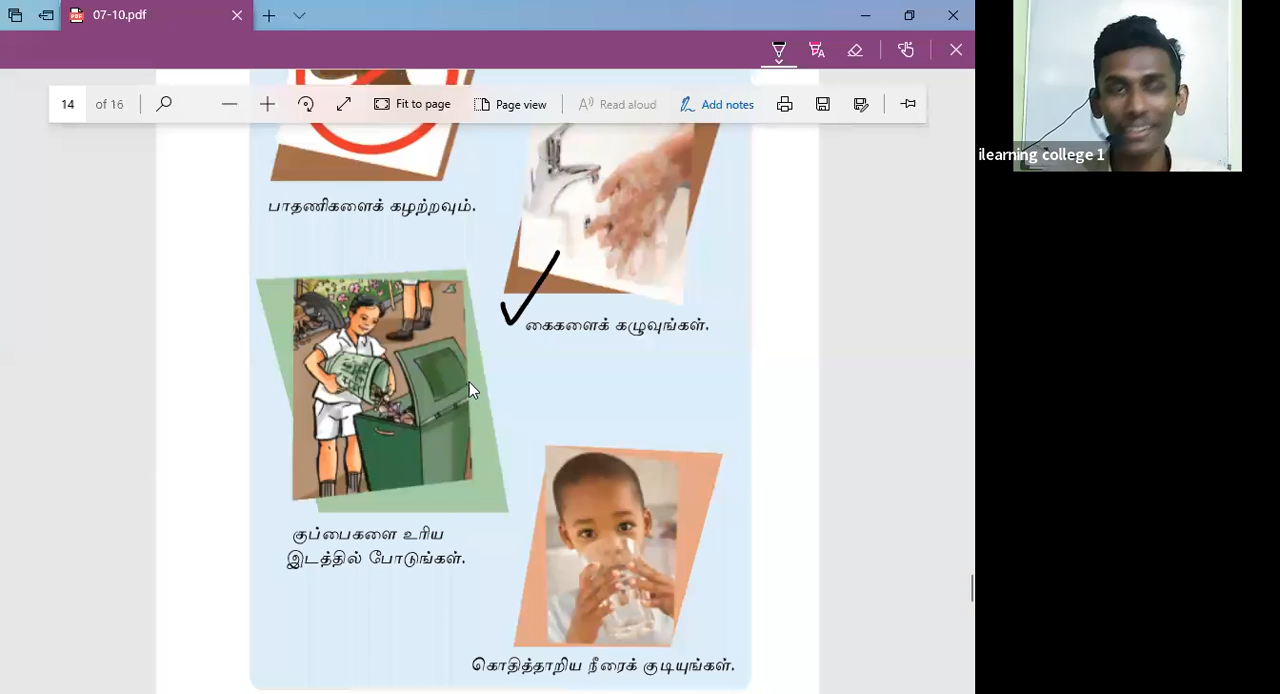 07-10.pdf
14 of 16
Fit to page
Page view
Read aloud
Add notes
ilearning college 1
பாதணிகளைக் கழற்றவும்.
கைகளைக் கழுவுங்கள்.
குப்பைகளை உரிய
இடத்தில் போடுங்கள்.
கொதித்தாறிய நீரைக் குடியுங்கள்.